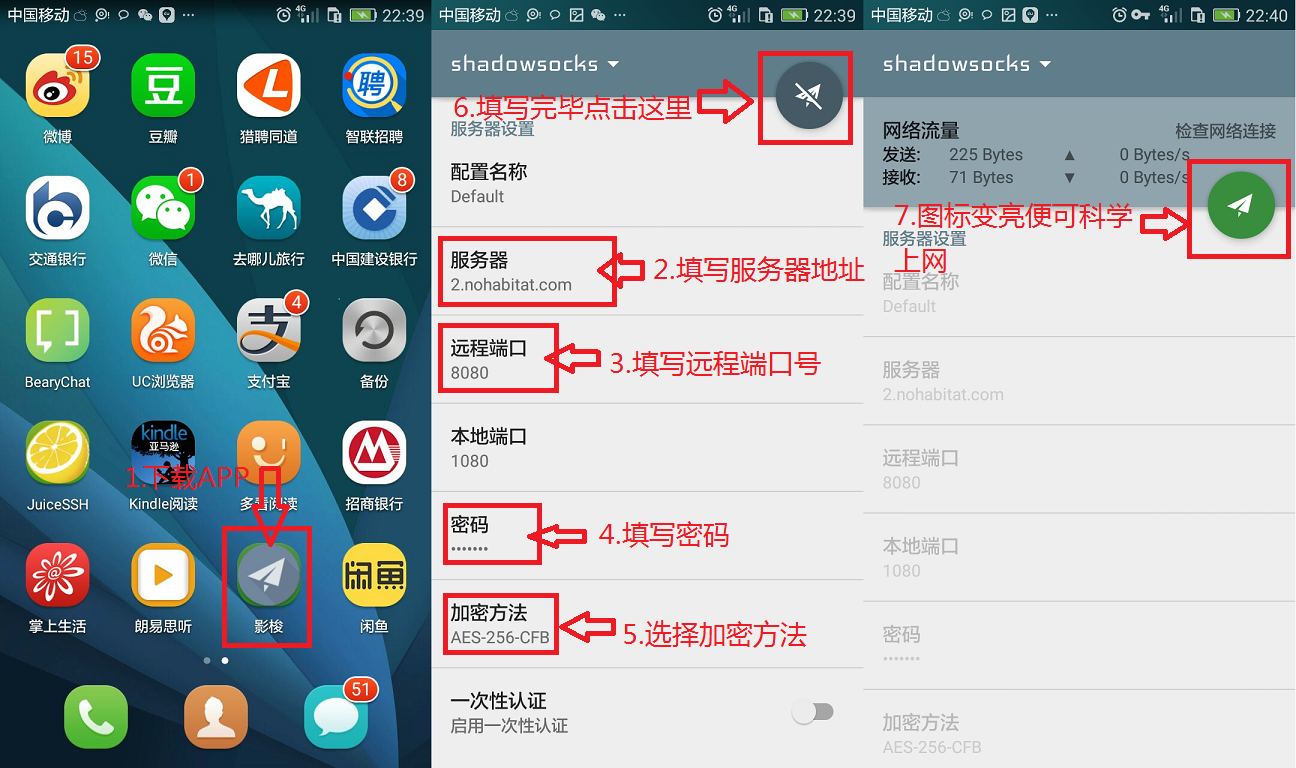 中国移动
4G
22:39
15
微博
豆
豆瓣
猎聘同道
聘
智联招聘
交通银行
1
微信
去哪儿旅行
8
中国建设银行
BearyChat
UC浏览器
4
支
支付宝
备份
JuiceSSH
kindle
亚马逊
Kindle阅读
多看阅读
招商银行
1.下载APP
掌上生活
朗易思听
影梭
闲鱼
闲鱼
51
中国移动
4G
22:39
shadowsocks
6.填写完毕点击这里
服务器设置
配置名称
Default
服务器
2.nohabitat.com
2.填写服务器地址
远程端口
8080
3.填写远程端口号
本地端口
1080
密码
•••••••
4.填写密码
加密方法
AES-256-CFB
5.选择加密方法
一次性认证
启用一次性认证
中国移动
4G
22:40
shadowsocks
网络流量
检查网络连接
发送: 225 Bytes ▲ 0 Bytes/s
接收: 71 Bytes ▼ 0 Bytes/s
7.图标变亮便可科学
上网
服务器设置
配置名称
Default
服务器
2.nohabitat.com
远程端口
8080
本地端口
1080
密码
•••••••
加密方法
AES-256-CFB